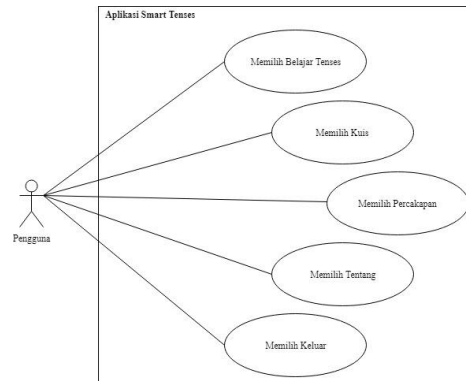 Aplikasi Smart Tenses
Memilih Belajar Tenses
Memilih Kuis
Memilih Percakapan
Pengguna
Memilih Tentang
Memilih Keluar